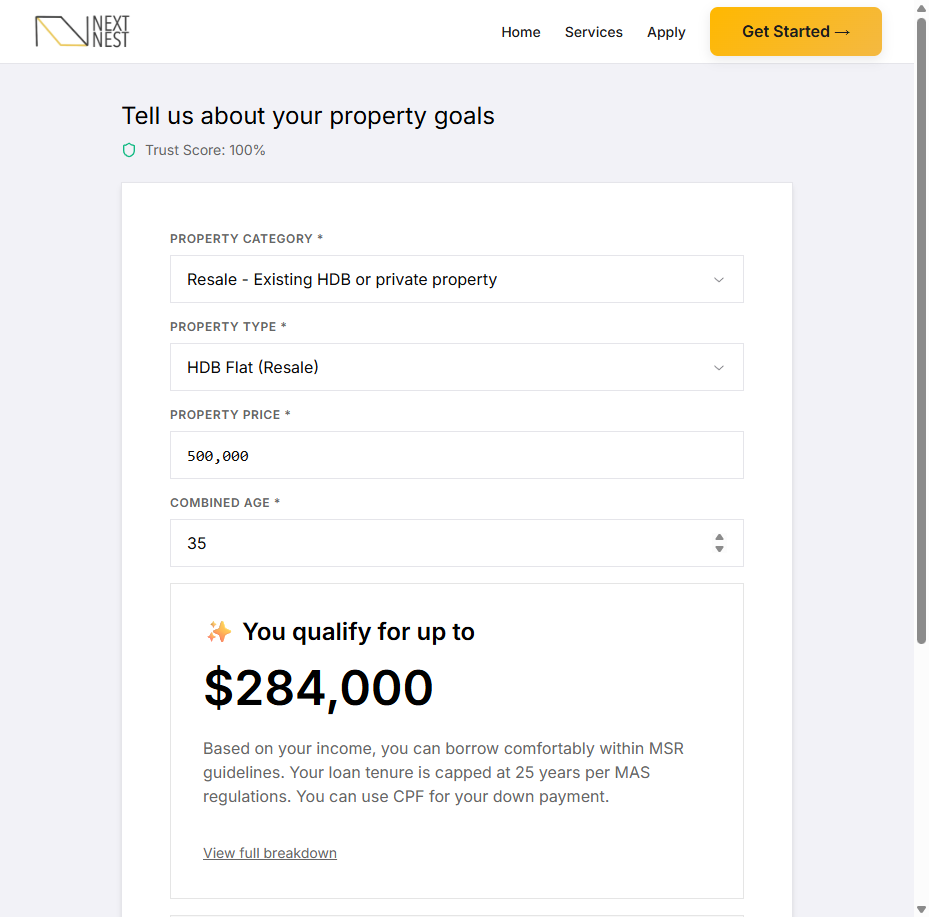 NEXT
NEST
Home
Services
Apply
Get Started →
Tell us about your property goals
Trust Score: 100%
PROPERTY CATEGORY *
Resale - Existing HDB or private property
PROPERTY TYPE *
HDB Flat (Resale)
PROPERTY PRICE *
500,000
COMBINED AGE *
35
✨ You qualify for up to
$284,000
Based on your income, you can borrow comfortably within MSR
guidelines. Your loan tenure is capped at 25 years per MAS
regulations. You can use CPF for your down payment.
View full breakdown